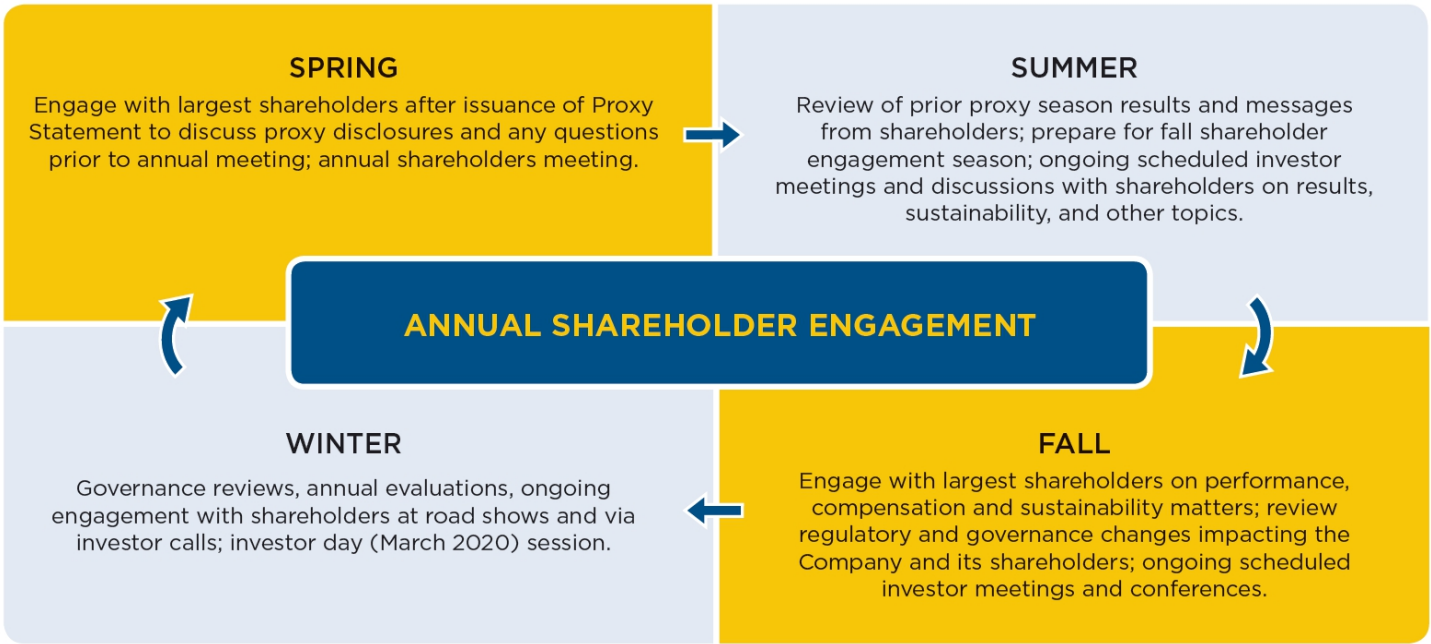 SPRING
Engage with largest shareholders after issuance of Proxy
Statement to discuss proxy disclosures and any questions
prior to annual meeting; annual shareholders meeting.
SUMMER
Review of prior proxy season results and messages
from shareholders; prepare for fall shareholder
engagement season; ongoing scheduled investor
meetings and discussions with shareholders on results,
sustainability, and other topics.
ANNUAL SHAREHOLDER ENGAGEMENT
WINTER
Governance reviews, annual evaluations, ongoing
engagement with shareholders at road shows and via
investor calls; investor day (March 2020) session.
FALL
Engage with largest shareholders on performance,
compensation and sustainability matters; review
regulatory and governance changes impacting the
Company and its shareholders; ongoing scheduled
investor meetings and conferences.